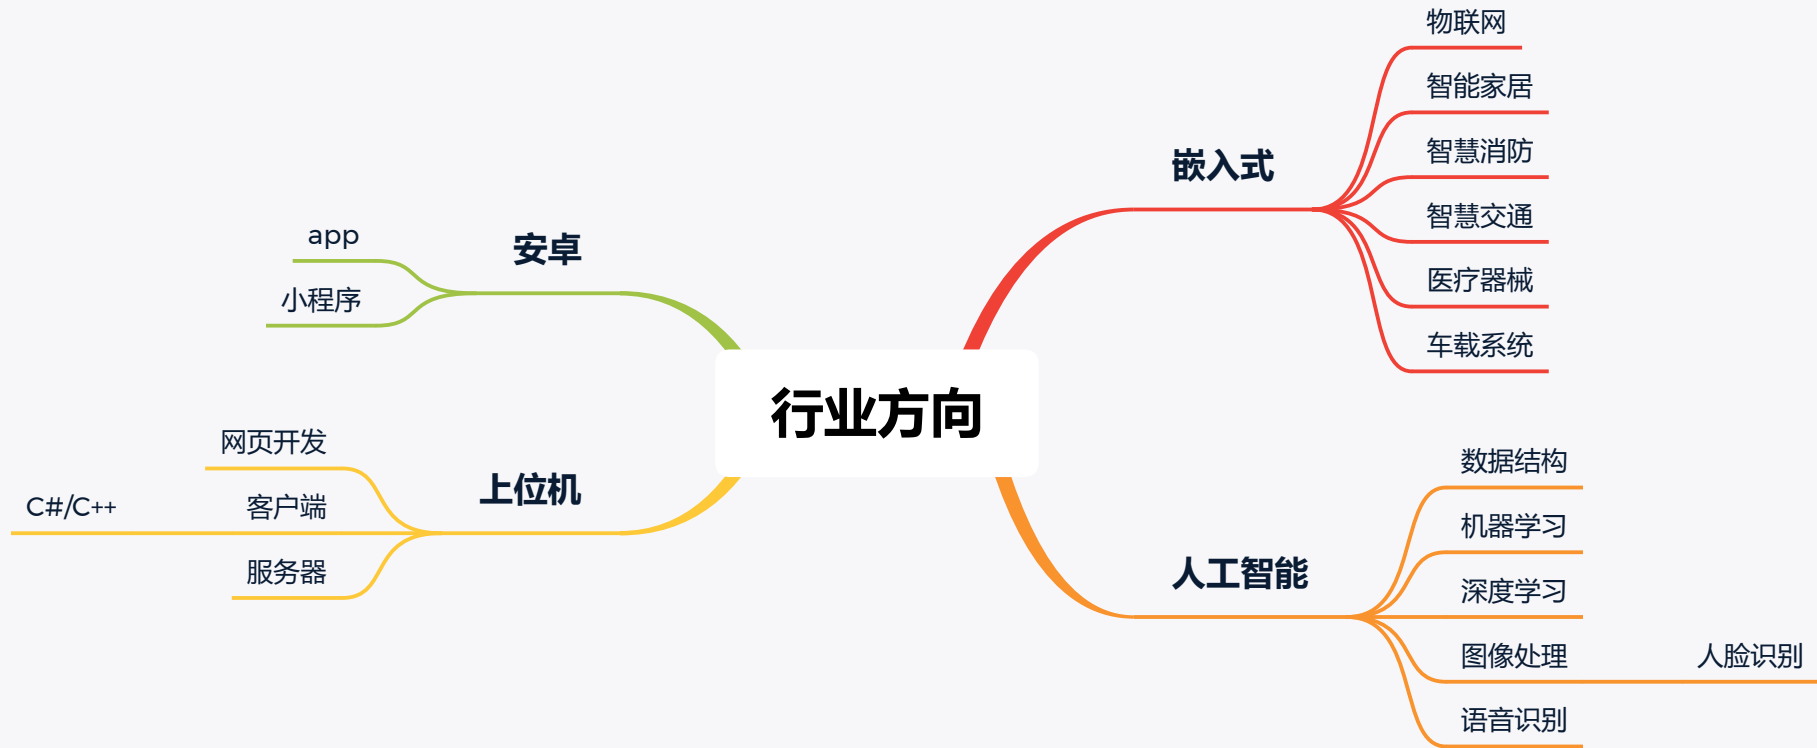 行业方向
嵌入式
物联网
智能家居
智慧消防
智慧交通
医疗器械
车载系统
人工智能
数据结构
机器学习
深度学习
图像处理
人脸识别
语音识别
安卓
app
小程序
上位机
网页开发
客户端
C#/C++
服务器